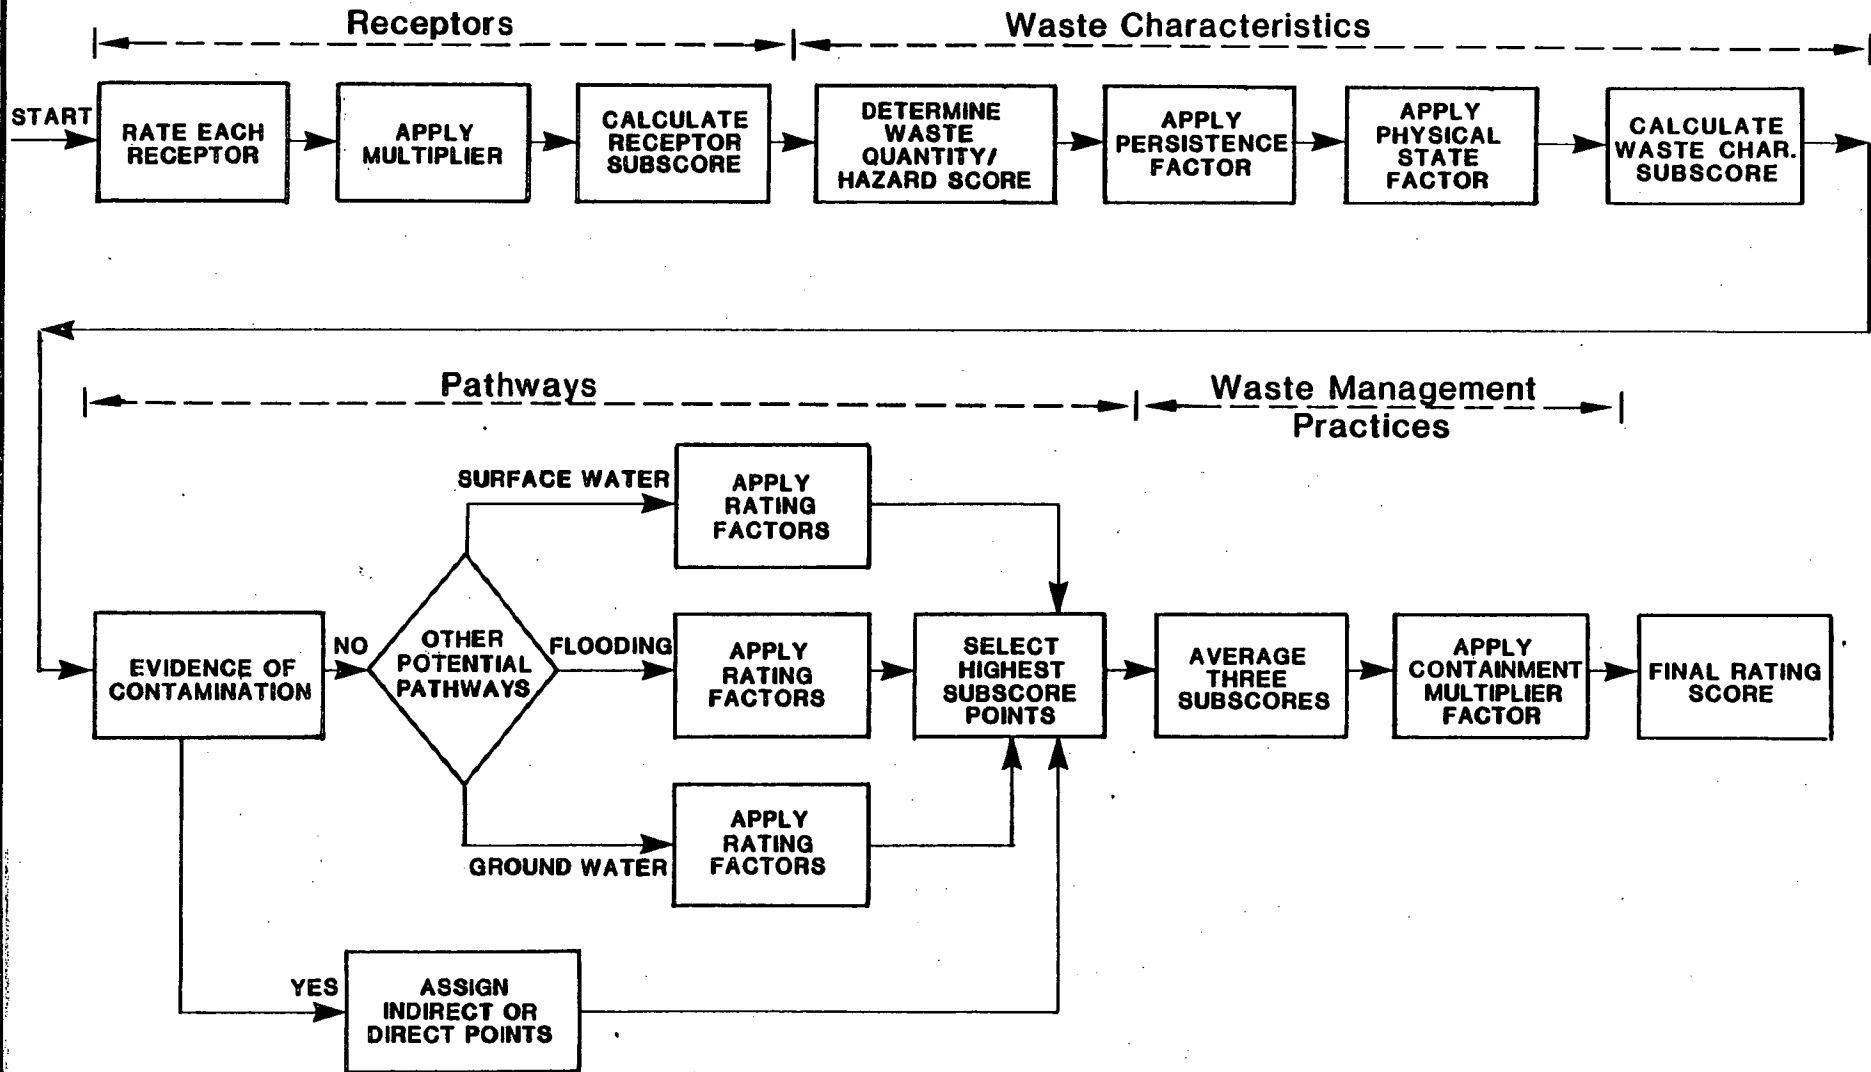 Receptors
Waste Characteristics
START
RATE EACH
RECEPTOR
APPLY
MULTIPLIER
CALCULATE
RECEPTOR
SUBSCORE
DETERMINE
WASTE
QUANTITY/
HAZARD SCORE
APPLY
PERSISTENCE
FACTOR
APPLY
PHYSICAL
STATE
FACTOR
CALCULATE
WASTE CHAR.
SUBSCORE
Pathways
Waste Management
Practices
SURFACE WATER
APPLY
RATING
FACTORS
EVIDENCE OF
CONTAMINATION
NO
OTHER
POTENTIAL
PATHWAYS
FLOODING
APPLY
RATING
FACTORS
SELECT
HIGHEST
SUBSCORE
POINTS
AVERAGE
THREE
SUBSCORES
APPLY
CONTAINMENT
MULTIPLIER
FACTOR
FINAL RATING
SCORE
GROUND WATER
APPLY
RATING
FACTORS
YES
ASSIGN
INDIRECT OR
DIRECT POINTS